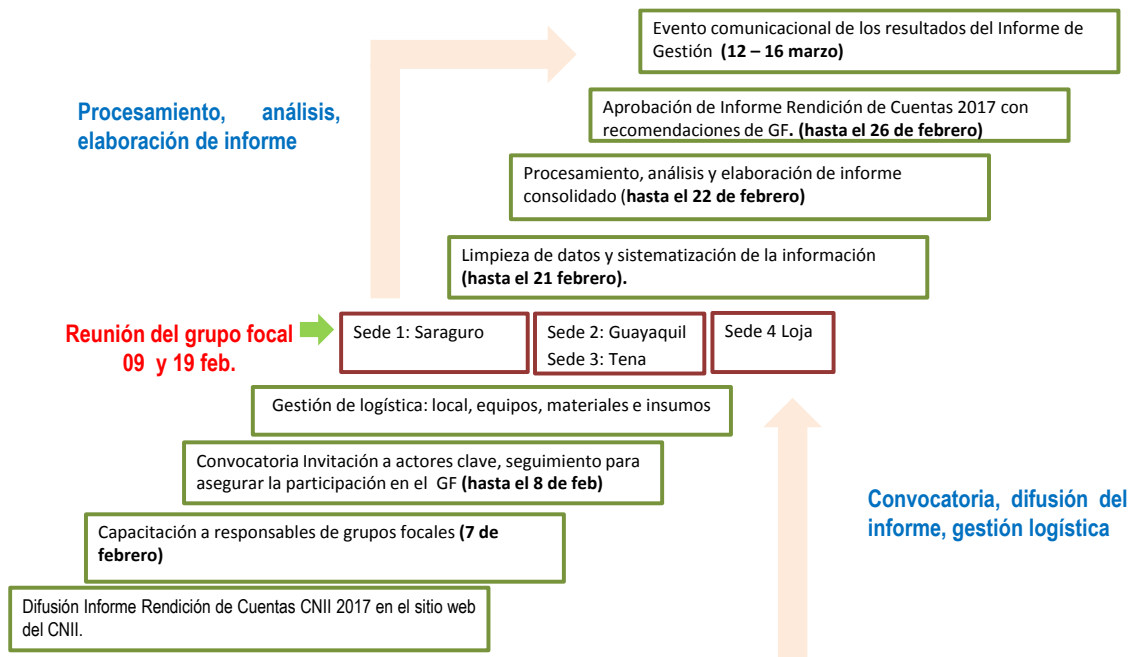 Evento comunicacional de los resultados del Informe de
Gestión (12 – 16 marzo)
Procesamiento, análisis,
elaboración de informe
Aprobación de Informe Rendición de Cuentas 2017 con
recomendaciones de GF. (hasta el 26 de febrero)
Procesamiento, análisis y elaboración de informe
consolidado (hasta el 22 de febrero)
Limpieza de datos y sistematización de la información
(hasta el 21 febrero).
Reunión del grupo focal
09 y 19 feb.
Sede 1: Saraguro
Sede 2: Guayaquil
Sede 3: Tena
Sede 4 Loja
Gestión de logística: local, equipos, materiales e insumos
Convocatoria Invitación a actores clave, seguimiento para
asegurar la participación en el GF (hasta el 8 de feb)
Convocatoria, difusión del
informe, gestión logística
Capacitación a responsables de grupos focales (7 de
febrero)
Difusión Informe Rendición de Cuentas CNII 2017 en el sitio web
del CNII.